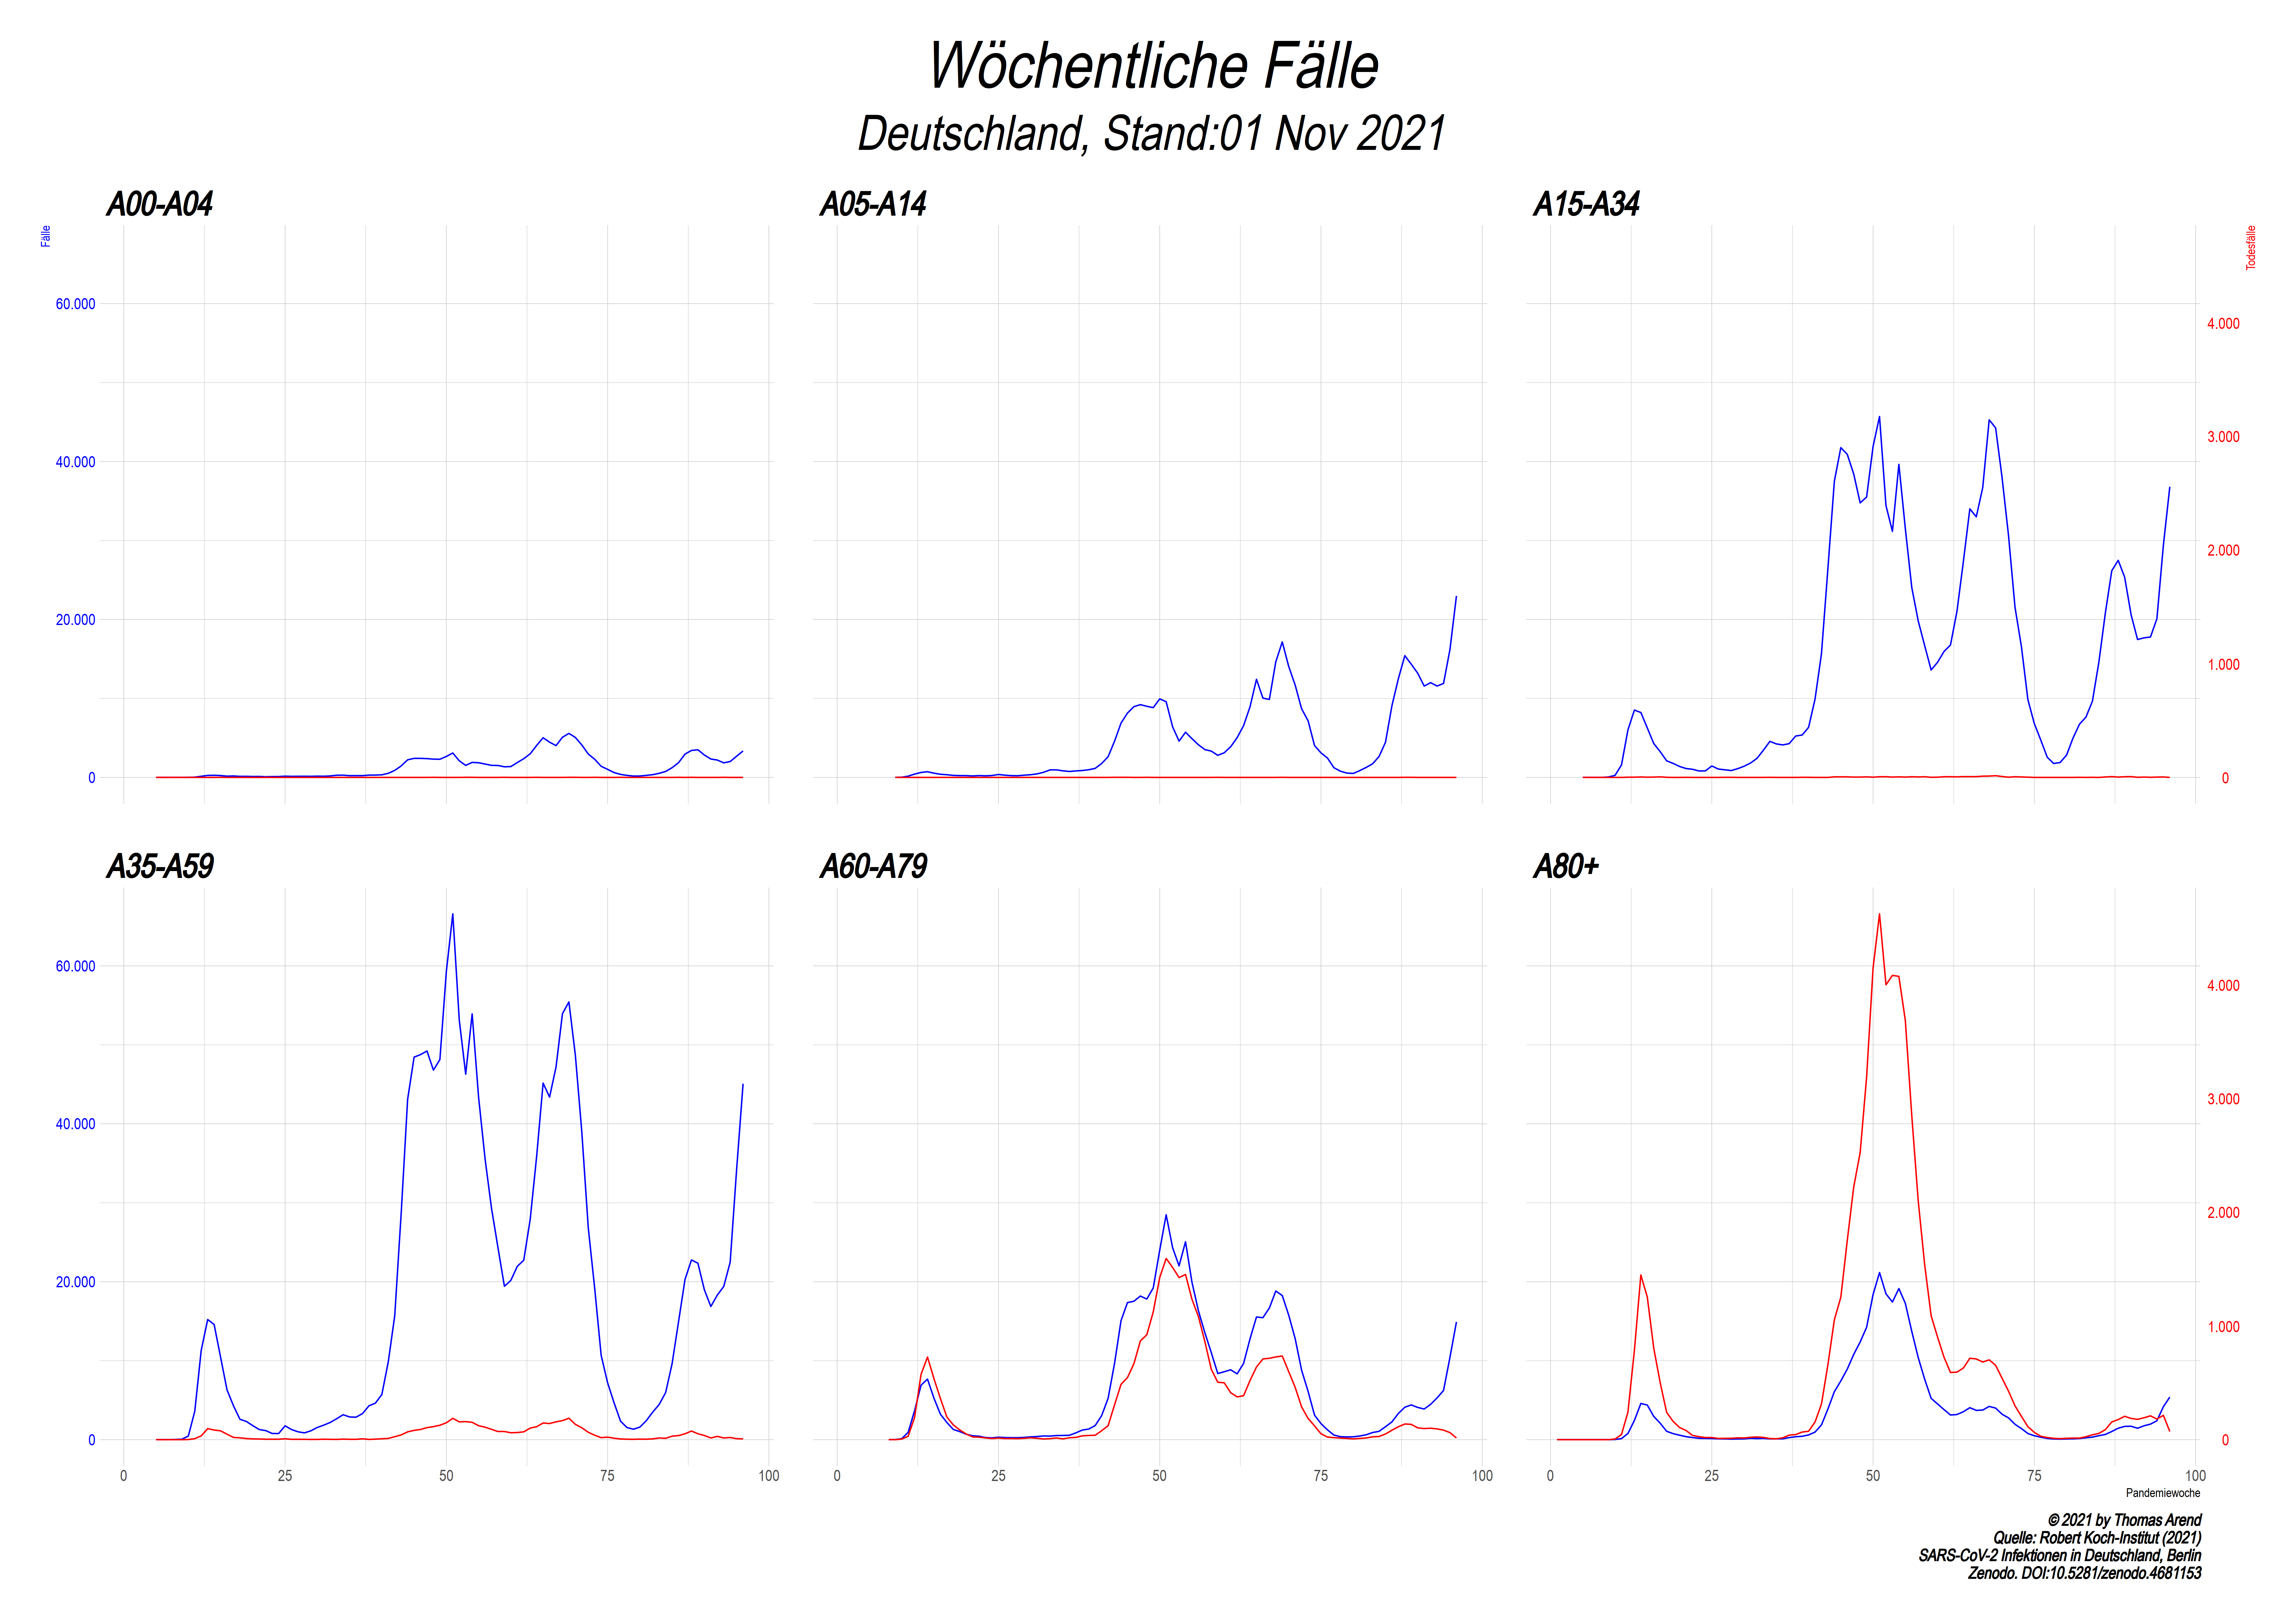 Wöchentliche Fälle
Deutschland, Stand:01 Nov 2021
A00-A04
A05-A14
A15-A34
Fälle
Todesfälle
60.000
40.000
20.000
0
4.000
3.000
2.000
1.000
0
A35-A59
A60-A79
A80+
60.000
40.000
20.000
0
4.000
3.000
2.000
1.000
0
0 25 50 75 100
0 25 50 75 100
0 25 50 75 100
Pandemiewoche
© 2021 by Thomas Arend
Quelle: Robert Koch-Institut (2021)
SARS-CoV-2 Infektionen in Deutschland, Berlin
Zenodo. DOI:10.5281/zenodo.4681153